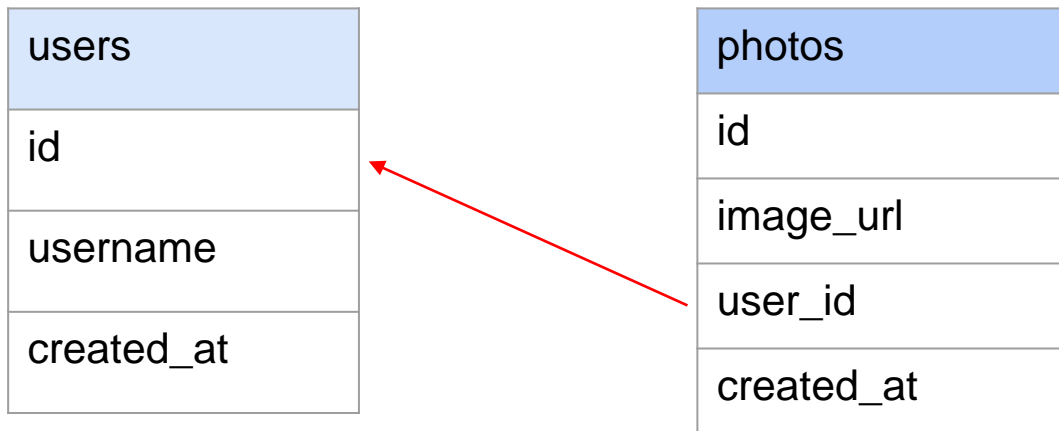 users
id
username
created_at
photos
id
image_url
user_id
created_at